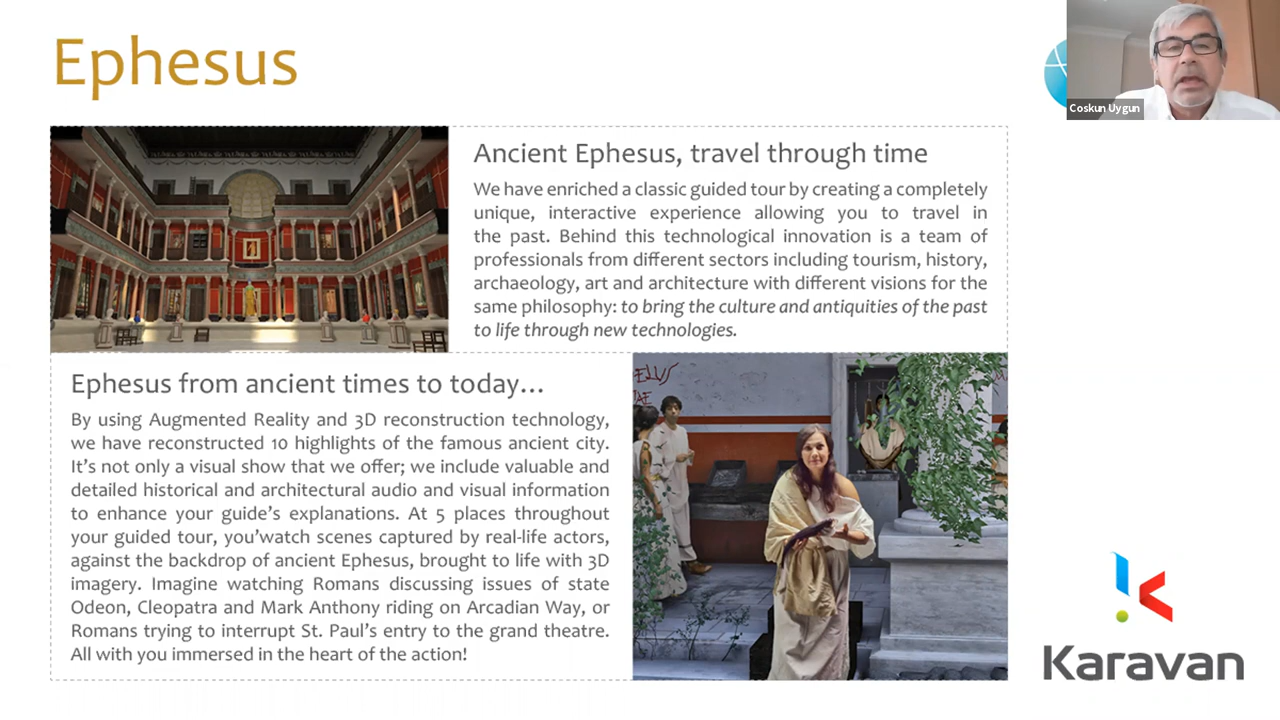 Ephesus
Coskun Uygun
Ancient Ephesus, travel through time
We have enriched a classic guided tour by creating a completely
unique, interactive experience allowing you to travel in
the past. Behind this technological innovation is a team of
professionals from different sectors including tourism, history,
archaeology, art and architecture with different visions for the
same philosophy: to bring the culture and antiquities of the past
to life through new technologies.
Ephesus from ancient times to today...
By using Augmented Reality and 3D reconstruction technology,
we have reconstructed 10 highlights of the famous ancient city.
It's not only a visual show that we offer; we include valuable and
detailed historical and architectural audio and visual information
to enhance your guide's explanations. At 5 places throughout
your guided tour, you'watch scenes captured by real-life actors,
against the backdrop of ancient Ephesus, brought to life with 3D
imagery. Imagine watching Romans discussing issues of state
Odeon, Cleopatra and Mark Anthony riding on Arcadian Way, or
Romans trying to interrupt St. Paul's entry to the grand theatre.
All with you immersed in the heart of the action!
Karavan